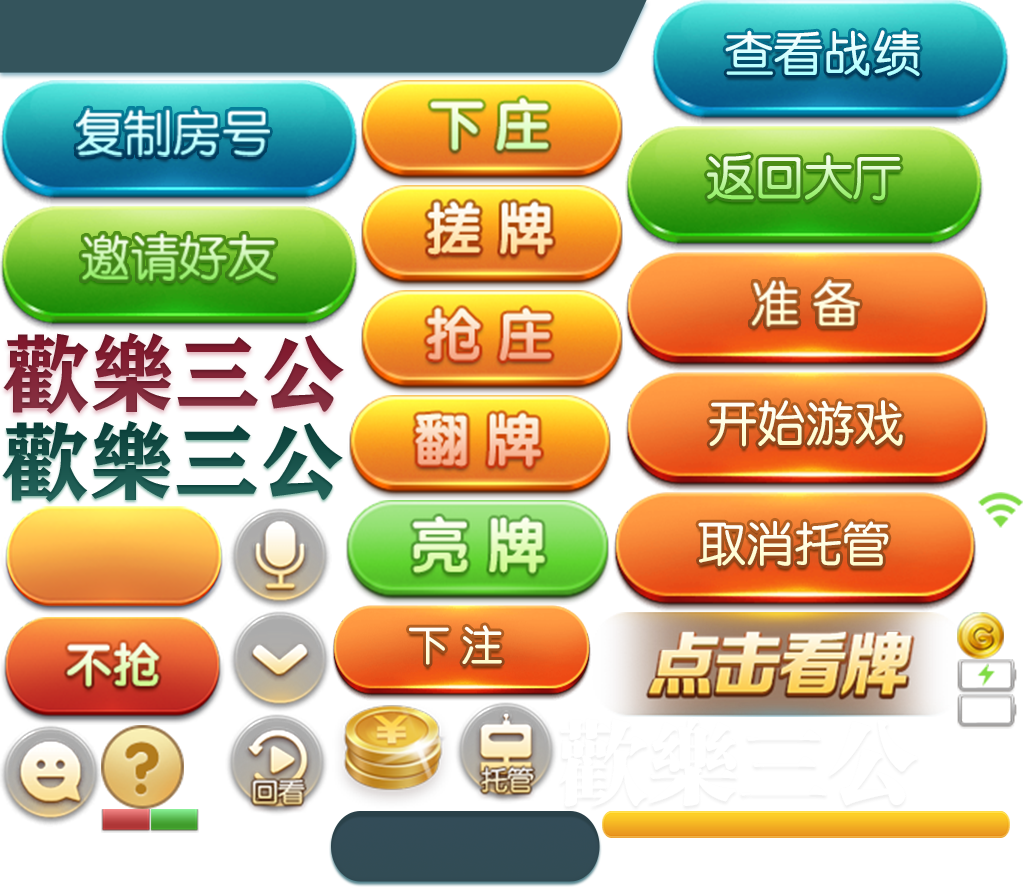 查看战绩
复制房号
下庄
返回大厅
搓牌
邀请好友
准备
抢庄
歡樂三公
开始游戏
翻牌
歡樂三公
取消托管
亮牌
不抢
下注
点击看牌
G
¥
?
回看
托管
歡樂三公